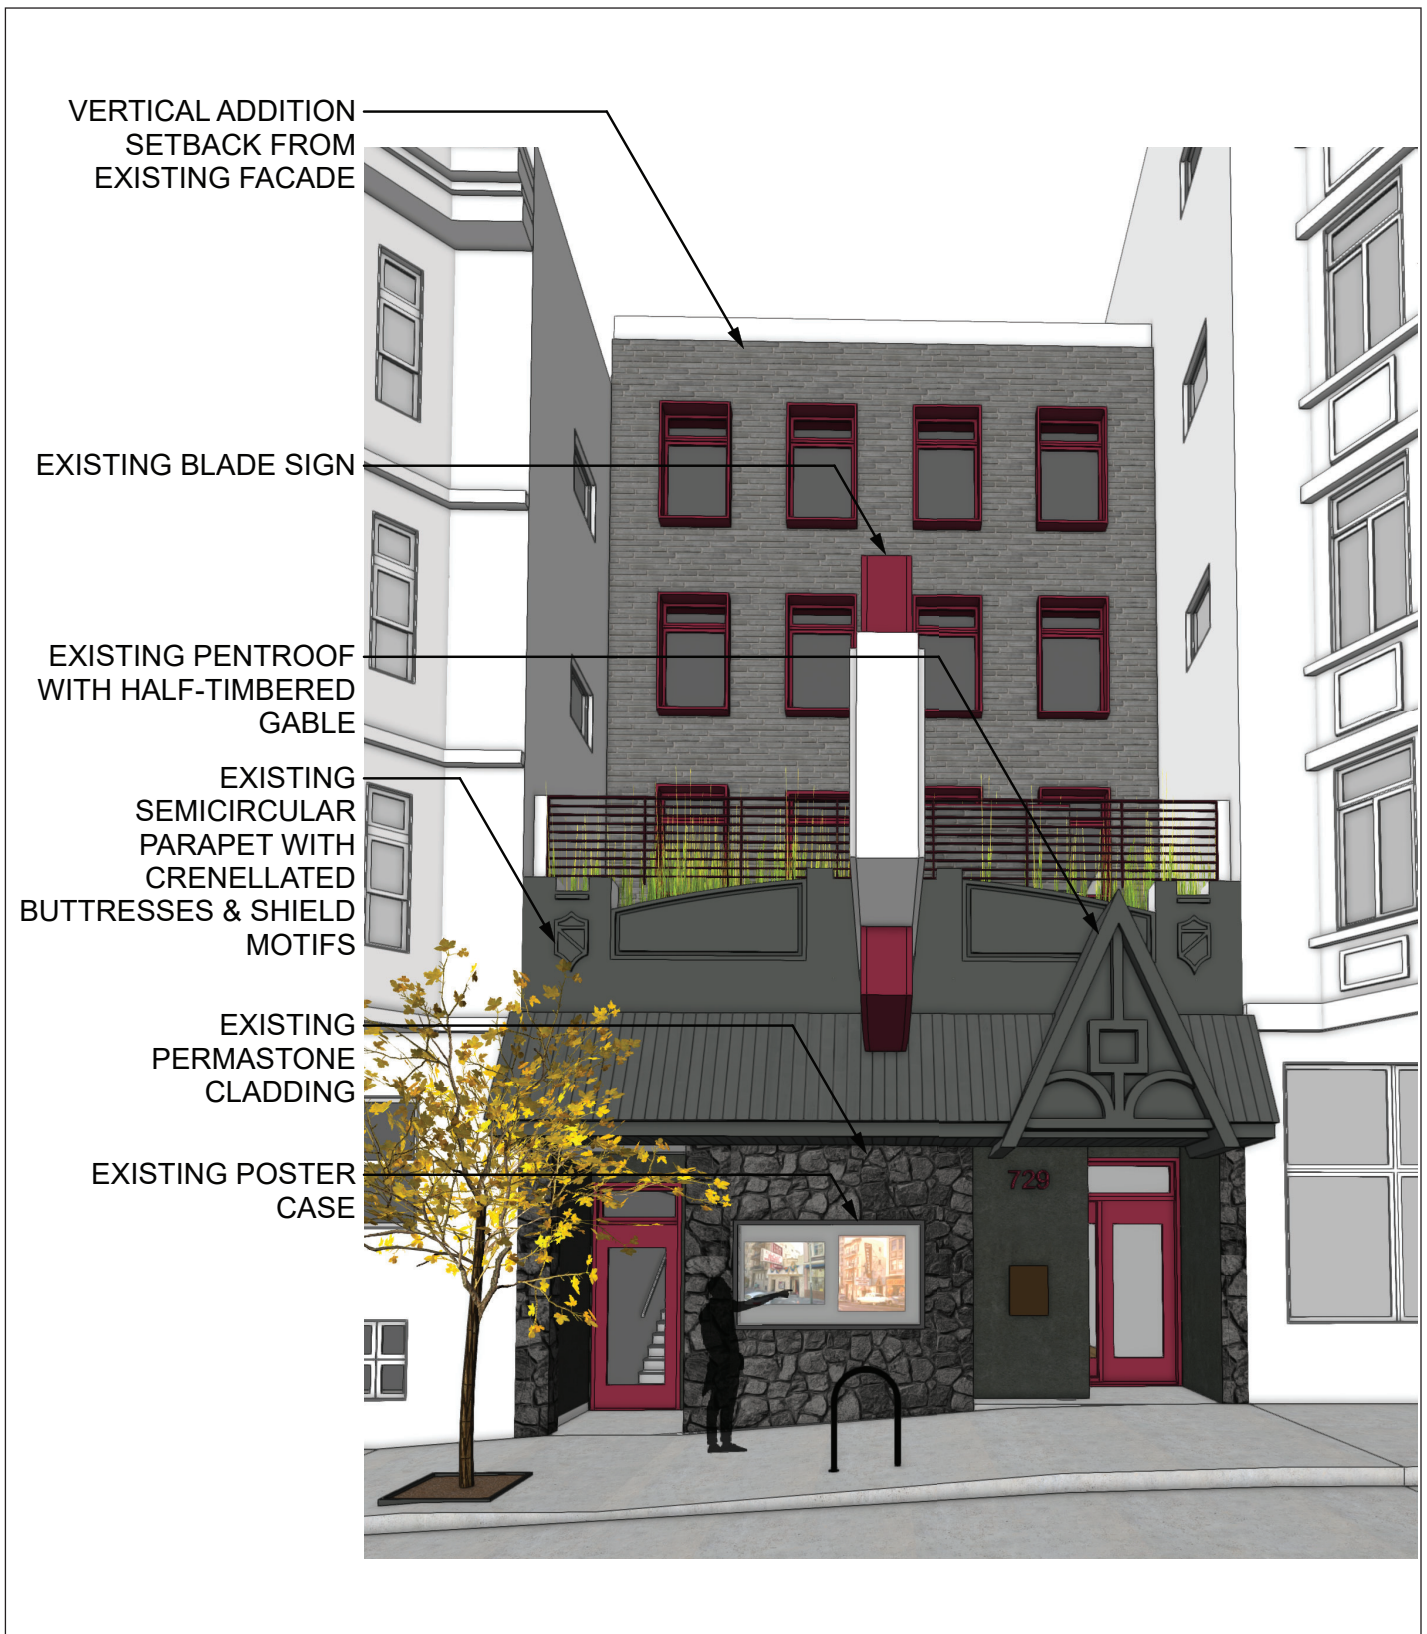 VERTICAL ADDITION
SETBACK FROM
EXISTING FACADE
EXISTING BLADE SIGN
EXISTING PENTROOF
WITH HALF-TIMBERED
GABLE
EXISTING
SEMICIRCULAR
PARAPET WITH
CRENELLATED
BUTTRESSES & SHIELD
MOTIFS
EXISTING
PERMASTONE
CLADDING
EXISTING POSTER
CASE
729